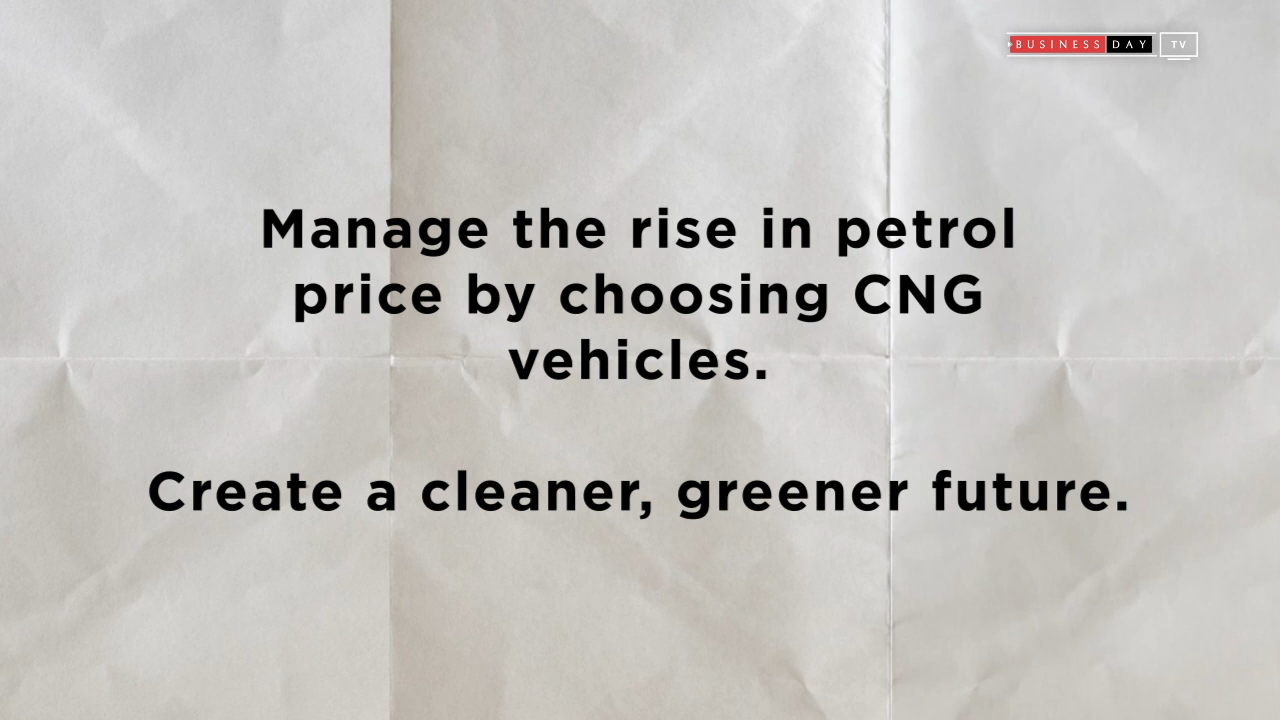 BUSINESS DAY TV
Manage the rise in petrol
price by choosing CNG
vehicles.
Create a cleaner, greener future.